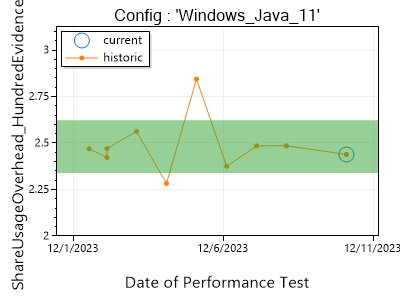 Config : 'Windows_Java_11'
current
historic
ShareUsageOverhead_HundredEvidence
3
2.75
2.5
2.25
2
12/1/2023
12/6/2023
12/11/2023
Date of Performance Test